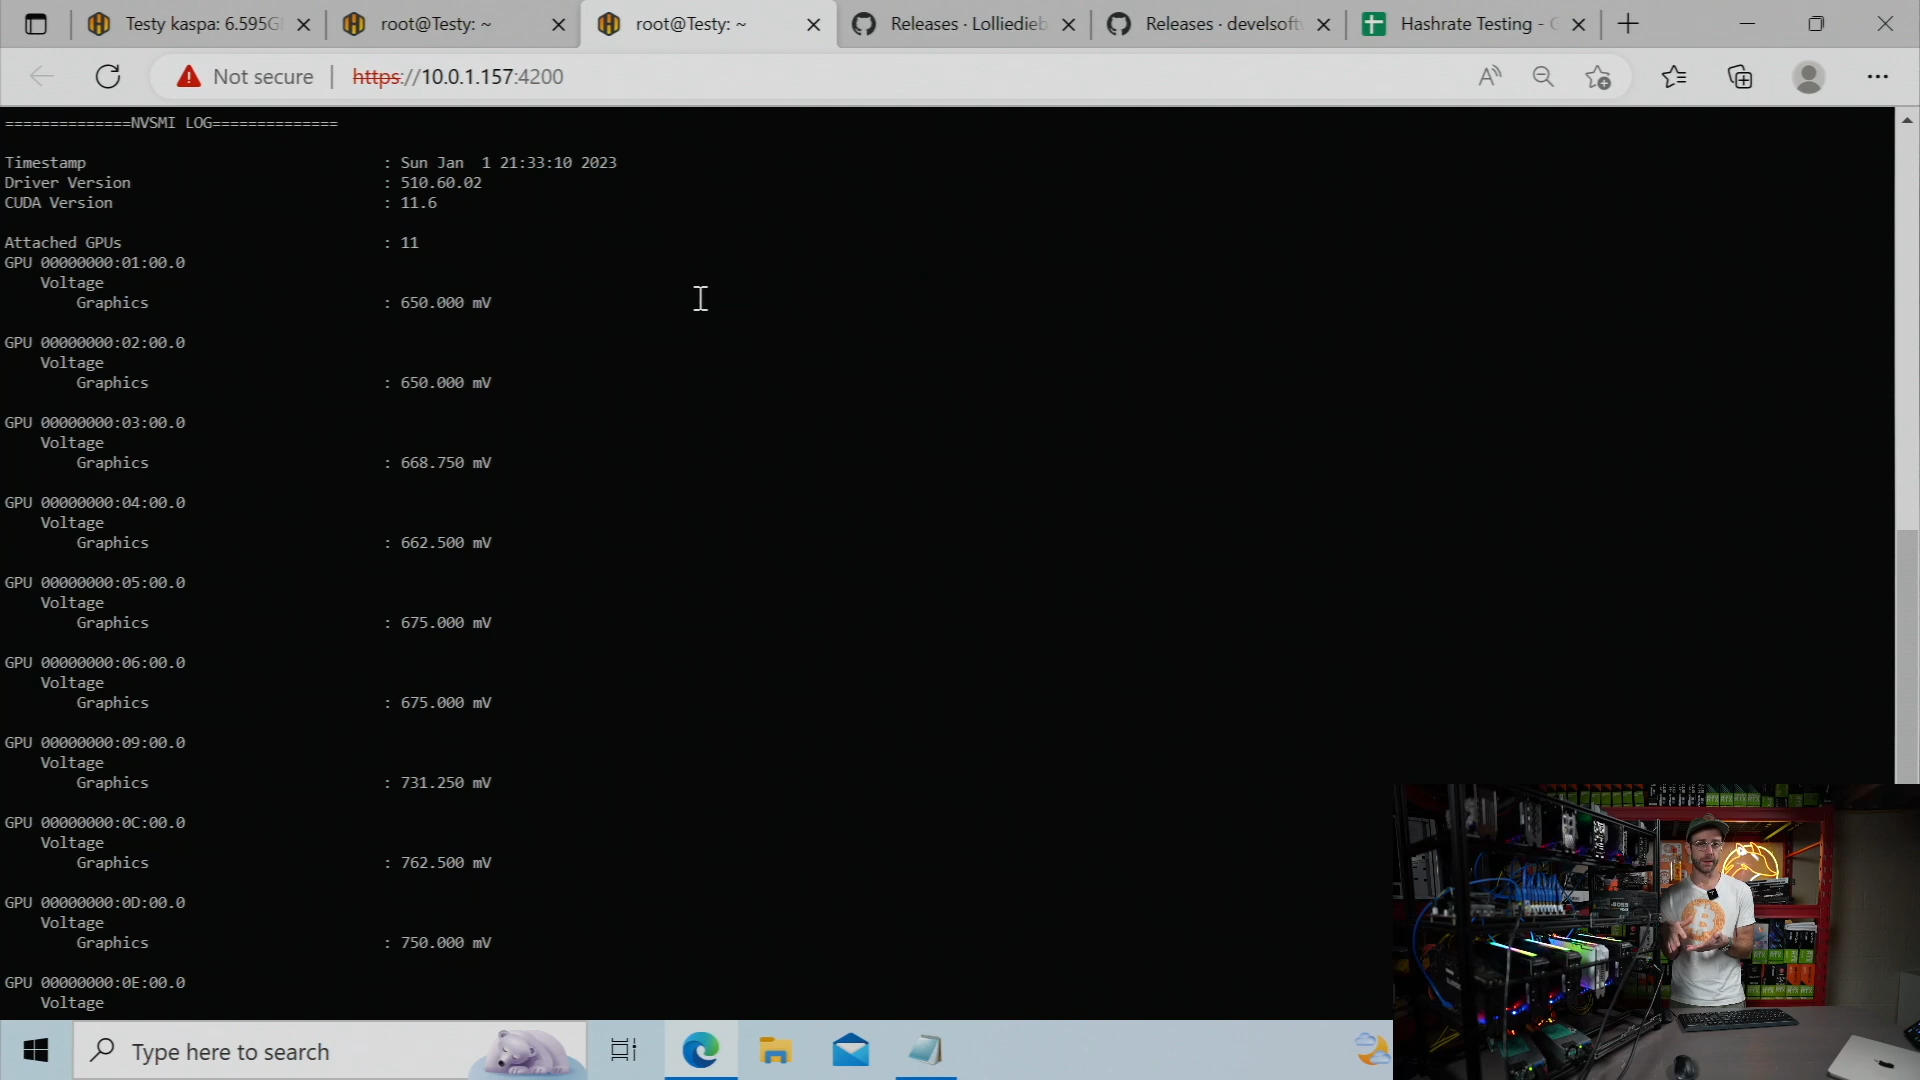 Testy kaspa: 6.595G
root@Testy: ~
root@Testy: ~
Releases · Lolliedieb
Releases · develsoft
Hashrate Testing -
Not secure
https://10.0.1.157:4200
==============NVSMI LOG==============
Timestamp : Sun Jan  1 21:33:10 2023
Driver Version : 510.60.02
CUDA Version : 11.6
Attached GPUs : 11
GPU 00000000:01:00.0
Voltage
Graphics : 650.000 mV
GPU 00000000:02:00.0
Voltage
Graphics : 650.000 mV
GPU 00000000:03:00.0
Voltage
Graphics : 668.750 mV
GPU 00000000:04:00.0
Voltage
Graphics : 662.500 mV
GPU 00000000:05:00.0
Voltage
Graphics : 675.000 mV
GPU 00000000:06:00.0
Voltage
Graphics : 675.000 mV
GPU 00000000:09:00.0
Voltage
Graphics : 731.250 mV
GPU 00000000:0C:00.0
Voltage
Graphics : 762.500 mV
GPU 00000000:0D:00.0
Voltage
Graphics : 750.000 mV
GPU 00000000:0E:00.0
Voltage
Type here to search